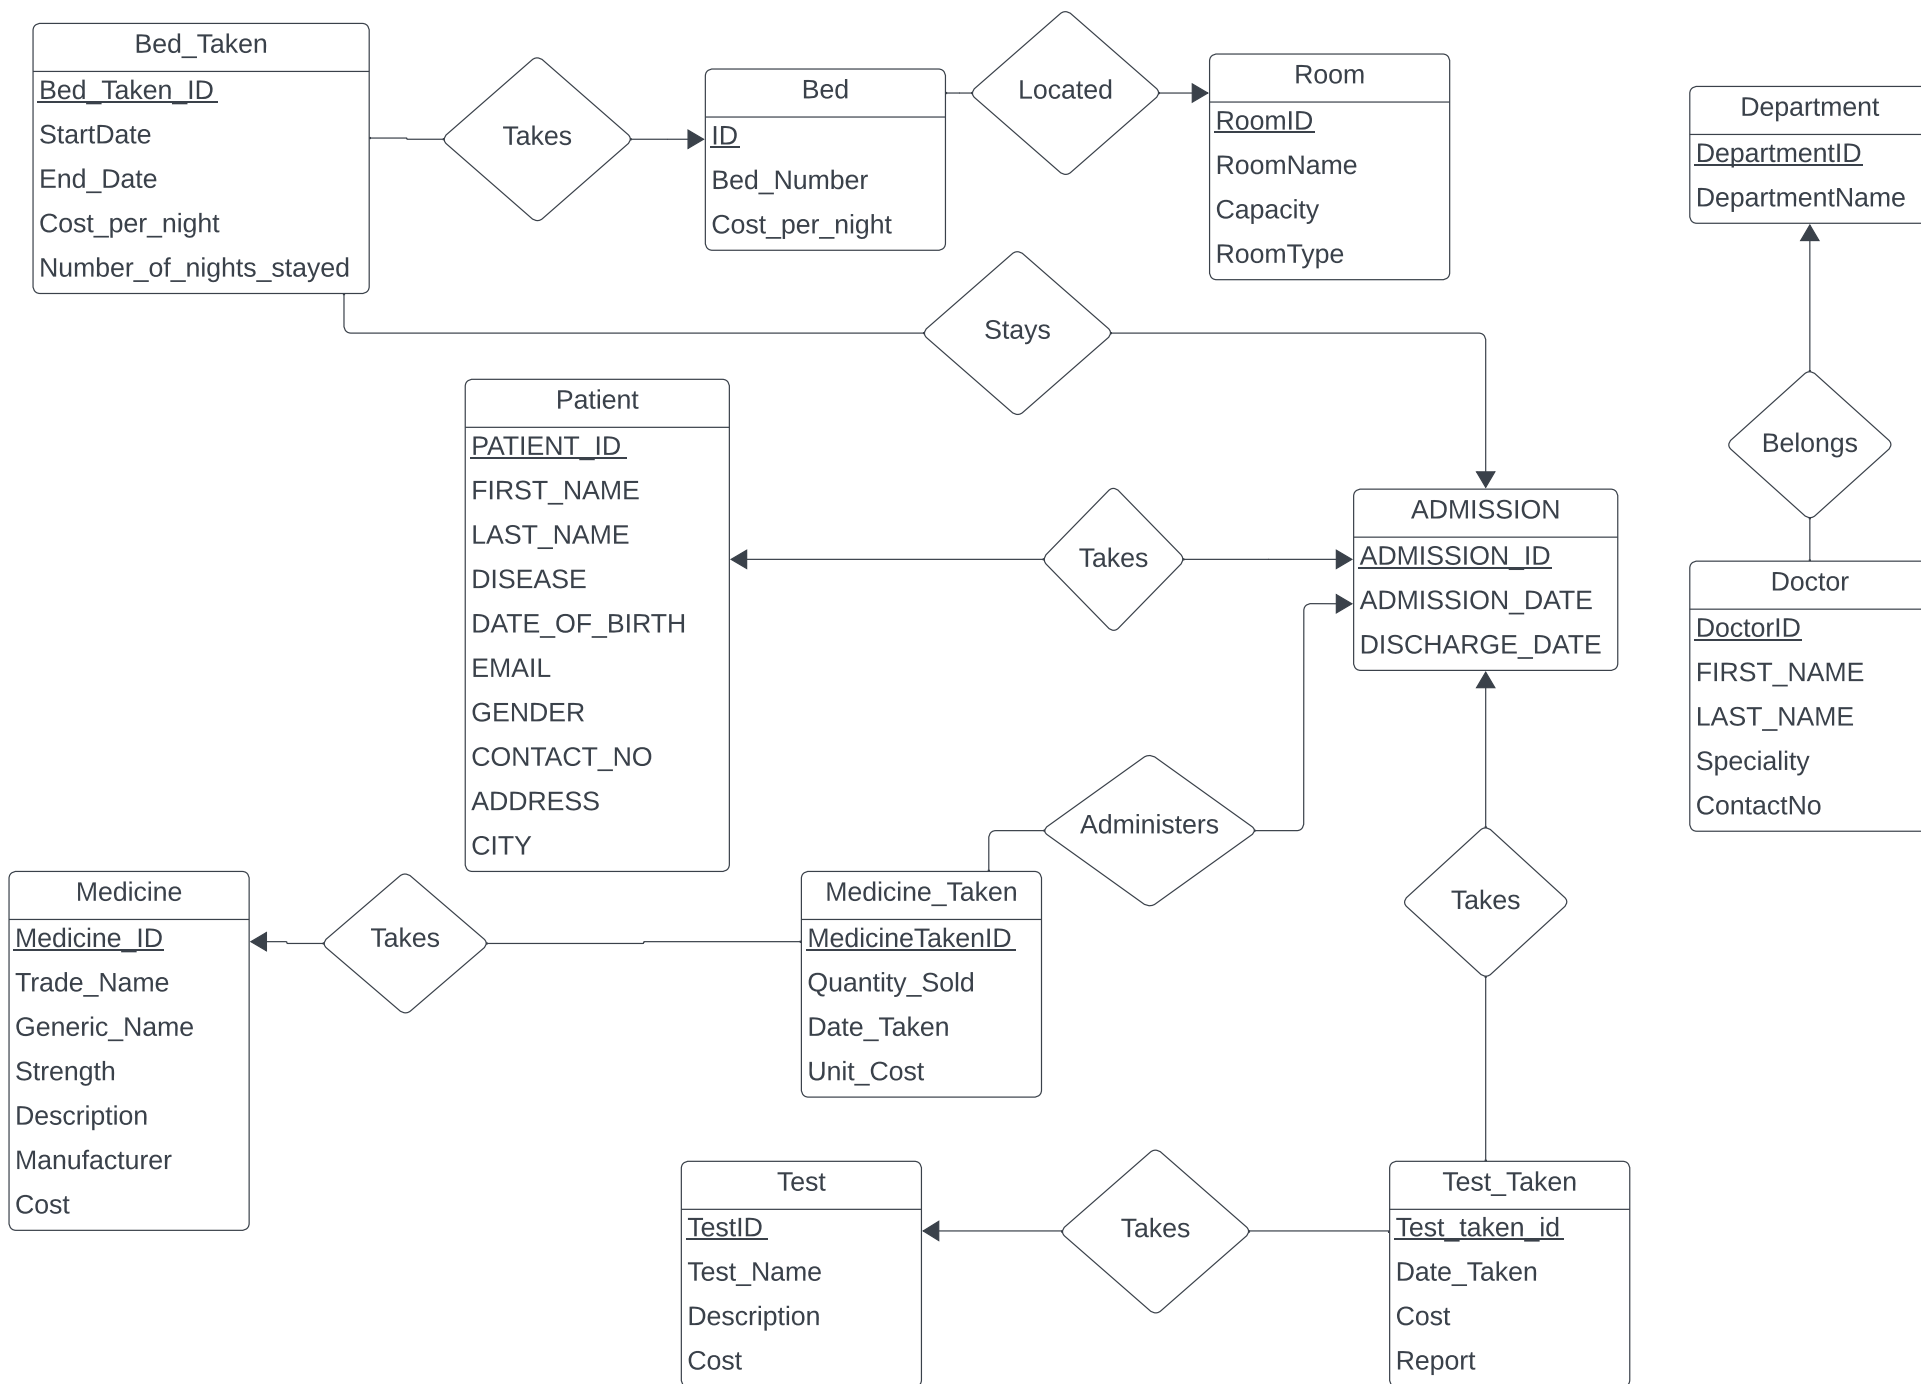 Bed_Taken
Bed_Taken_ID
StartDate
End_Date
Cost_per_night
Number_of_nights_stayed
Takes
Bed
ID
Bed_Number
Cost_per_night
Located
Room
RoomID
RoomName
Capacity
RoomType
Department
DepartmentID
DepartmentName
Stays
Belongs
Patient
PATIENT_ID
FIRST_NAME
LAST_NAME
DISEASE
DATE_OF_BIRTH
EMAIL
GENDER
CONTACT_NO
ADDRESS
CITY
Takes
ADMISSION
ADMISSION_ID
ADMISSION_DATE
DISCHARGE_DATE
Doctor
DoctorID
FIRST_NAME
LAST_NAME
Speciality
ContactNo
Administers
Takes
Medicine
Medicine_ID
Trade_Name
Generic_Name
Strength
Description
Manufacturer
Cost
Takes
Medicine_Taken
MedicineTakenID
Quantity_Sold
Date_Taken
Unit_Cost
Test
TestID
Test_Name
Description
Cost
Takes
Test_Taken
Test_taken_id
Date_Taken
Cost
Report